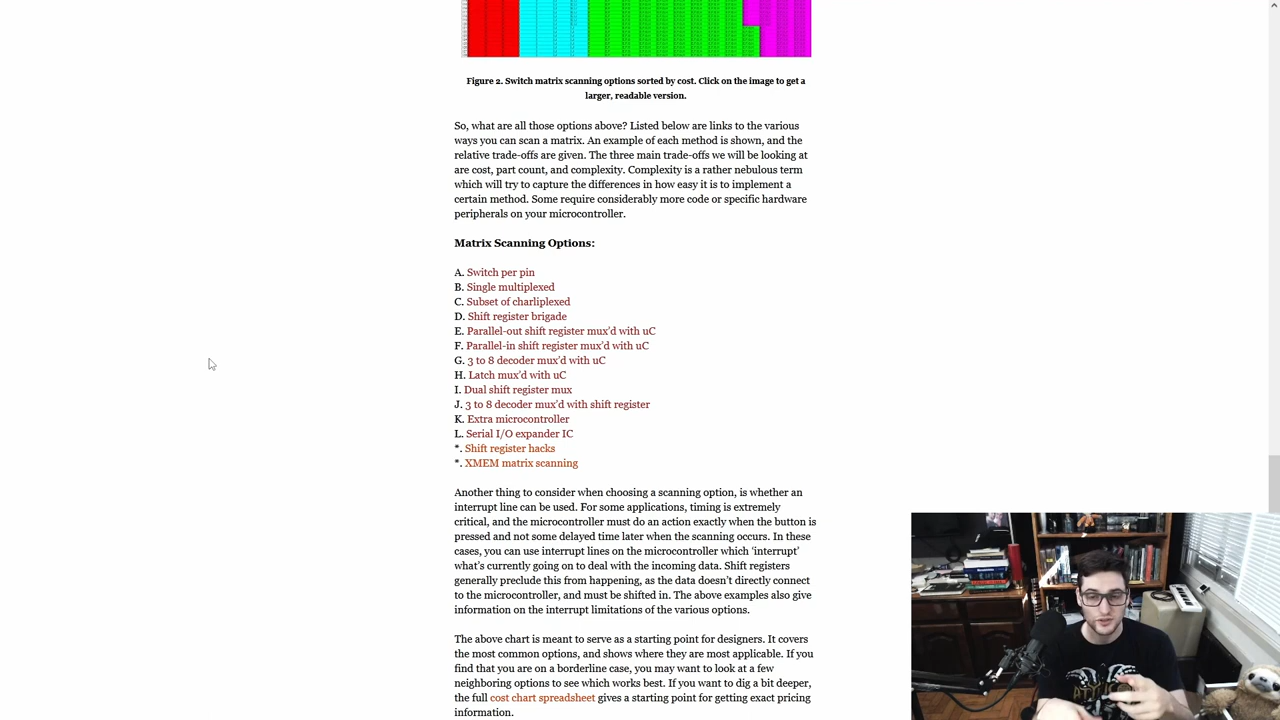 Figure 2. Switch matrix scanning options sorted by cost. Click on the image to get a
larger, readable version.
So, what are all those options above? Listed below are links to the various
ways you can scan a matrix. An example of each method is shown, and the
relative trade-offs are given. The three main trade-offs we will be looking at
are cost, part count, and complexity. Complexity is a rather nebulous term
which will try to capture the differences in how easy it is to implement a
certain method. Some require considerably more code or specific hardware
peripherals on your microcontroller.
Matrix Scanning Options:
A. Switch per pin
B. Single multiplexed
C. Subset of charliplexed
D. Shift register brigade
E. Parallel-out shift register mux’d with uC
F. Parallel-in shift register mux’d with uC
G. 3 to 8 decoder mux’d with uC
H. Latch mux’d with uC
I. Dual shift register mux
J. 3 to 8 decoder mux’d with shift register
K. Extra microcontroller
L. Serial I/O expander IC
*. Shift register hacks
*. XMEM matrix scanning
Another thing to consider when choosing a scanning option, is whether an
interrupt line can be used. For some applications, timing is extremely
critical, and the microcontroller must do an action exactly when the button is
pressed and not some delayed time later when the scanning occurs. In these
cases, you can use interrupt lines on the microcontroller which ‘interrupt’
what’s currently going on to deal with the incoming data. Shift registers
generally preclude this from happening, as the data doesn’t directly connect
to the microcontroller, and must be shifted in. The above examples also give
information on the interrupt limitations of the various options.
The above chart is meant to serve as a starting point for designers. It covers
the most common options, and shows where they are most applicable. If you
find that you are on a borderline case, you may want to look at a few
neighboring options to see which works best. If you want to dig a bit deeper,
the full cost chart spreadsheet gives a starting point for getting exact pricing
information.